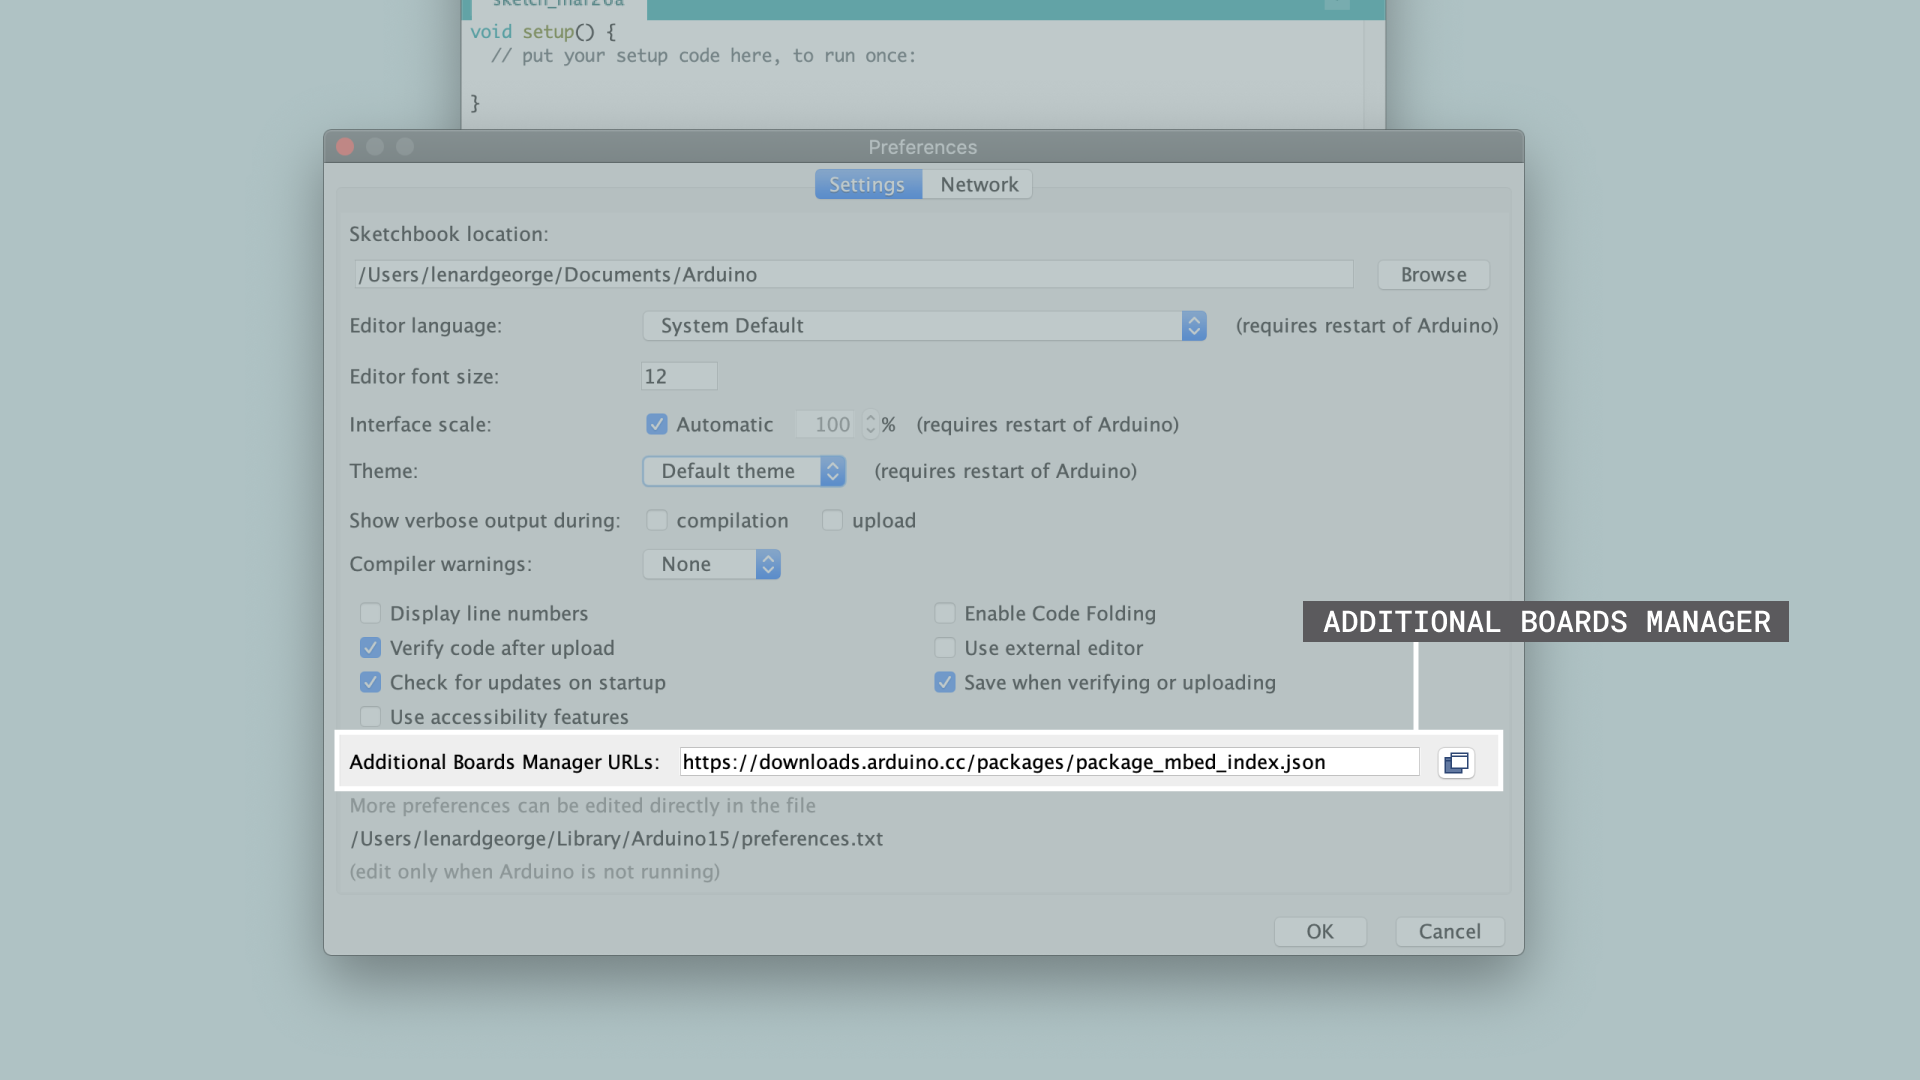 sketch_mar26a
void setup() {
// put your setup code here, to run once:
}
Preferences
Settings Network
Sketchbook location:
/Users/lenardgeorge/Documents/Arduino Browse
Editor language: System Default (requires restart of Arduino)
Editor font size: 12
Interface scale: Automatic 100 % (requires restart of Arduino)
Theme: Default theme (requires restart of Arduino)
Show verbose output during: compilation upload
Compiler warnings: None
Display line numbers Enable Code Folding
ADDITIONAL BOARDS MANAGER
Verify code after upload Use external editor
Check for updates on startup Save when verifying or uploading
Use accessibility features
Additional Boards Manager URLs: https://downloads.arduino.cc/packages/package_mbed_index.json
More preferences can be edited directly in the file
/Users/lenardgeorge/Library/Arduino15/preferences.txt
(edit only when Arduino is not running)
OK Cancel